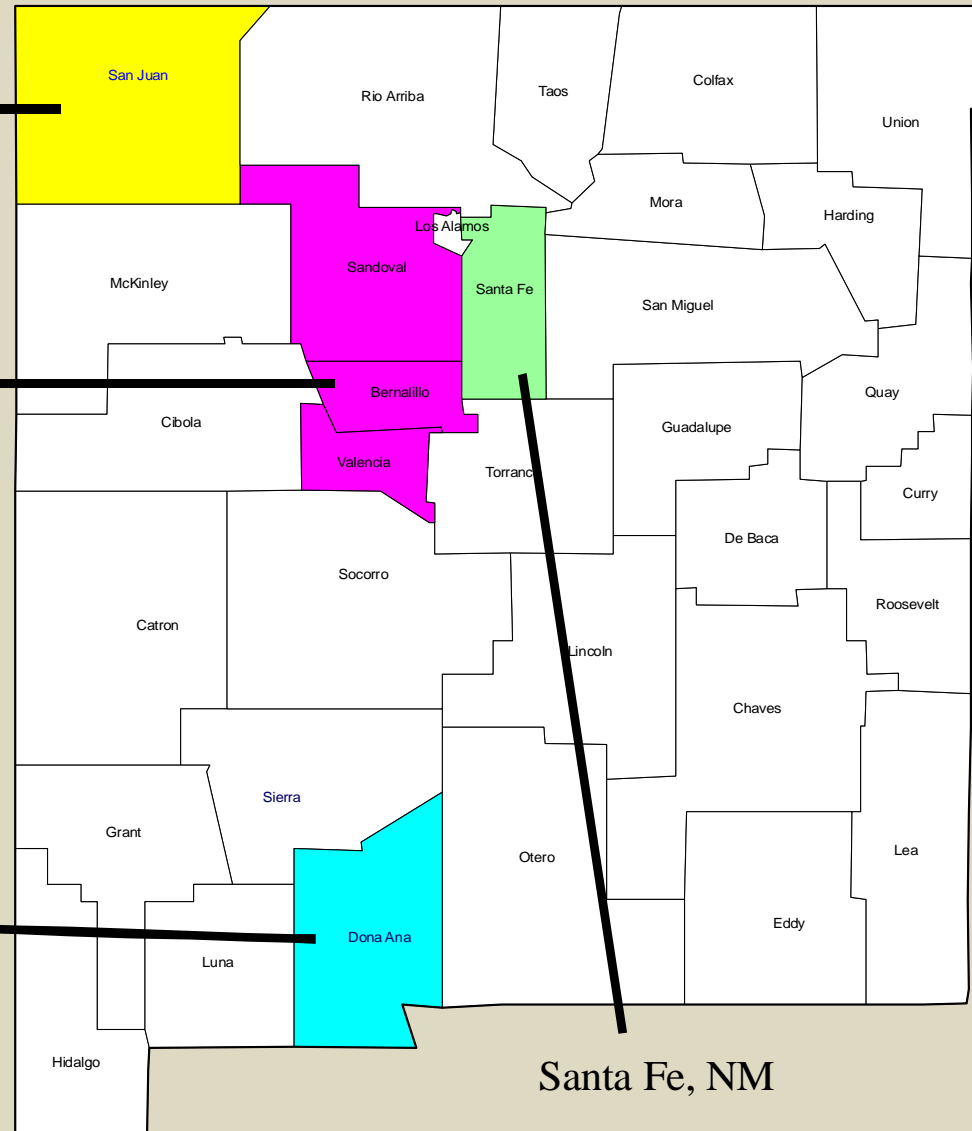 San Juan
Rio Arriba
Taos
Colfax
Union
Mora
Harding
Los Alamos
Sandoval
Santa Fe
McKinley
San Miguel
Bernalillo
Quay
Cibola
Guadalupe
Valencia
Torranc
Curry
De Baca
Socorro
Roosevelt
Catron
Lincoln
Chaves
Sierra
Grant
Otero
Lea
Eddy
Dona Ana
Luna
Hidalgo
Santa Fe, NM